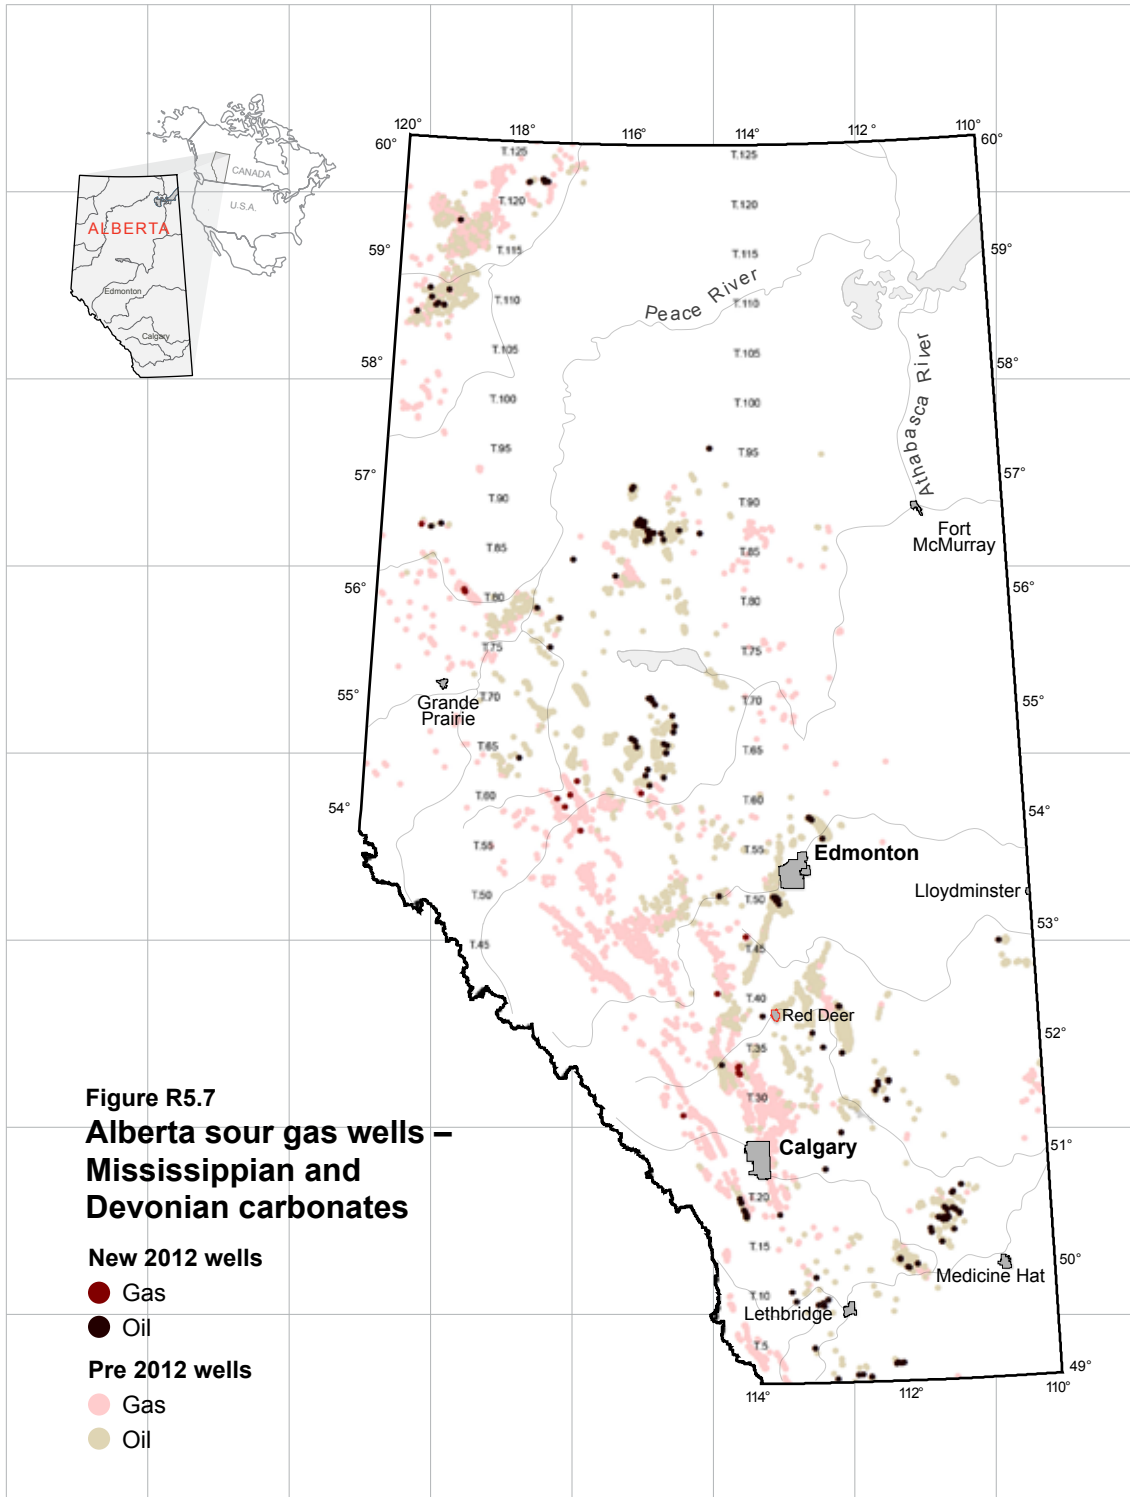 120°
118°
116°
114°
112°
110°
60°
60°
T.125
T.125
CANADA
T.120
T.120
U.S.A.
ALBERTA
59°
T.115
T.115
59°
Edmonton
T.110
Peace River
T.110
Calgary
58°
T.105
T.105
58°
Athabasca River
T.100
T.100
57°
T.95
T.95
57°
T.90
T.90
Fort
McMurray
T.85
T.85
56°
T.80
T.80
56°
T.75
T.75
55°
Grande
Prairie
T.70
T.70
55°
T.65
T.65
54°
T.60
T.60
54°
T.55
T.55
Edmonton
T.50
T.50
Lloydminster
53°
T.45
T.45
T.40
Red Deer
52°
T.35
Figure R5.7
T.30
Alberta sour gas wells –
Mississippian and
Devonian carbonates
Calgary
51°
T.20
New 2012 wells
T.15
50°
Gas
Medicine Hat
Oil
T.10
Lethbridge
T.5
Pre 2012 wells
49°
Gas
114°
112°
110°
Oil